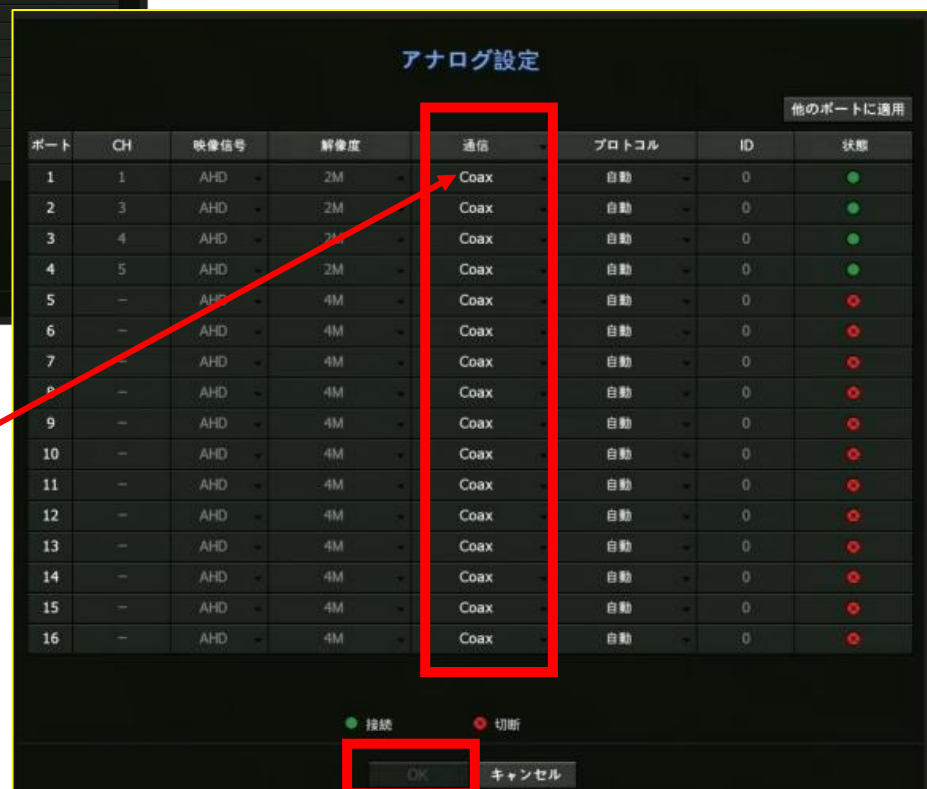 アナログ設定
他のポートに適用
ポート CH 映像信号 解像度 通信 プロトコル ID 状態
1 1 AHD 2M Coax 自動 0
2 3 AHD 2M Coax 自動 0
3 4 AHD 2M Coax 自動 0
4 5 AHD 2M Coax 自動 0
5 - AHD 4M Coax 自動 0
6 - AHD 4M Coax 自動 0
7 - AHD 4M Coax 自動 0
8 - AHD 4M Coax 自動 0
9 - AHD 4M Coax 自動 0
10 - AHD 4M Coax 自動 0
11 - AHD 4M Coax 自動 0
12 - AHD 4M Coax 自動 0
13 - AHD 4M Coax 自動 0
14 - AHD 4M Coax 自動 0
15 - AHD 4M Coax 自動 0
16 - AHD 4M Coax 自動 0
接続 切断
OK キャンセル